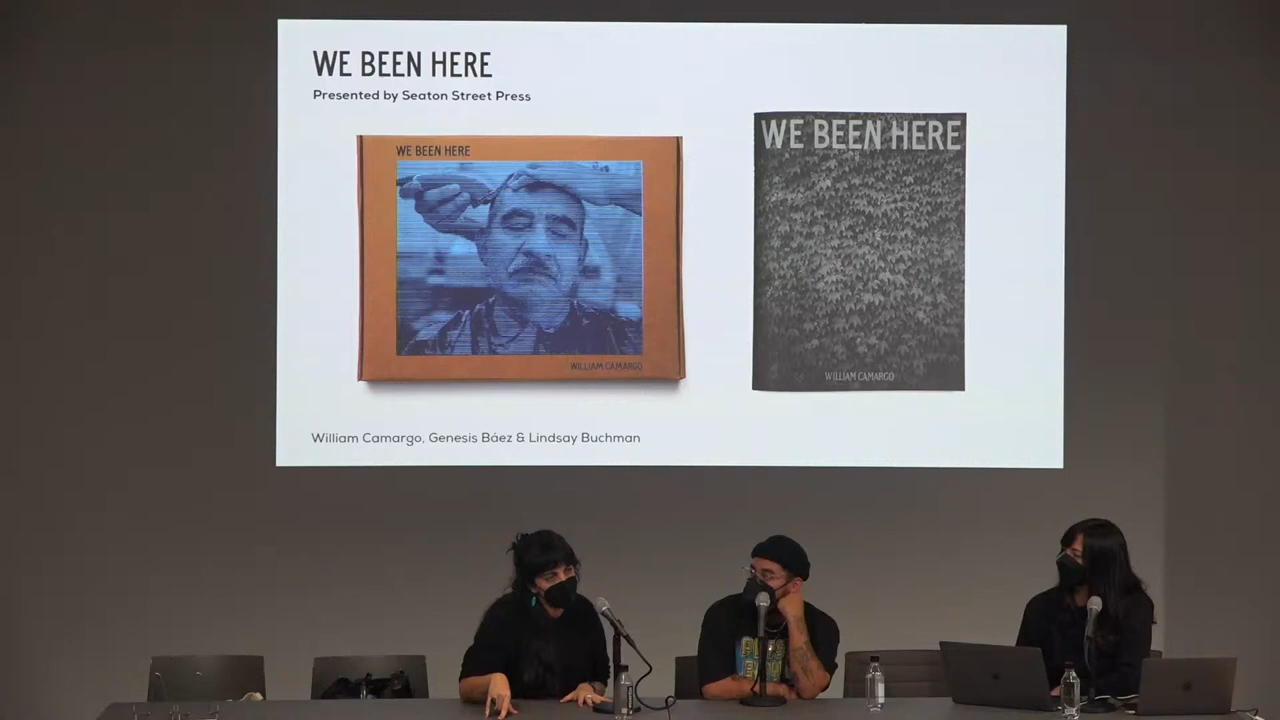 WE BEEN HERE
Presented by Seaton Street Press
WE BEEN HERE
WILLIAM CAMARGO
WE BEEN HERE
WILLIAM CAMARGO
William Camargo, Genesis Báez & Lindsay Buchman